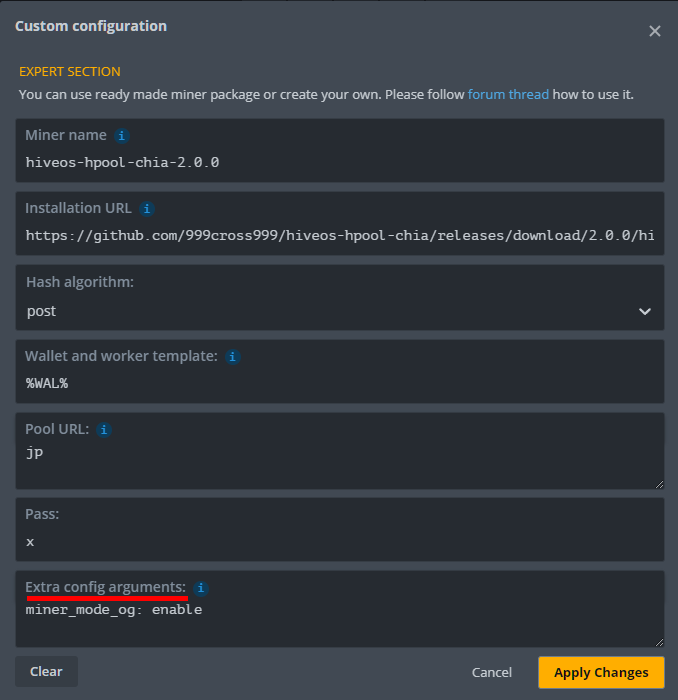 Custom configuration
EXPERT SECTION
You can use ready made miner package or create your own. Please follow forum thread how to use it.
Miner name
hiveos-hpool-chia-2.0.0
Installation URL
https://github.com/999cross999/hiveos-hpool-chia/releases/download/2.0.0/hi
Hash algorithm:
post
Wallet and worker template:
%WAL%
Pool URL:
jp
Pass:
x
Extra config arguments:
miner_mode_og: enable
Clear
Cancel
Apply Changes